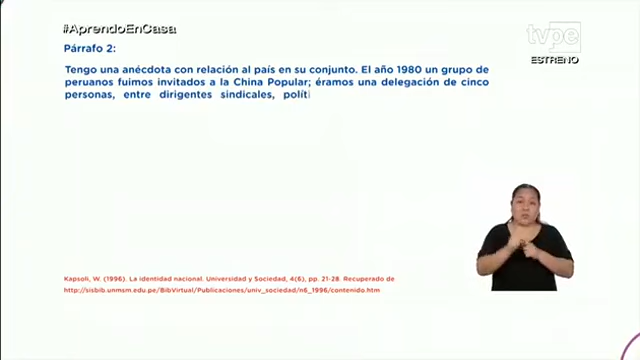 #AprendoEnCasa
tvpe
ESTRENO
Párrafo 2:
Tengo una anécdota con relación al país en su conjunto. El año 1980 un grupo de
peruanos fuimos invitados a la China Popular; éramos una delegación de cinco
personas, entre dirigentes sindicales, políti
Kapsoli, W. (1996). La identidad nacional. Universidad y Sociedad, 4(6), pp. 21-28. Recuperado de
http://sisbib.unmsm.edu.pe/BibVirtual/Publicaciones/univ_sociedad/n6_1996/contenido.htm